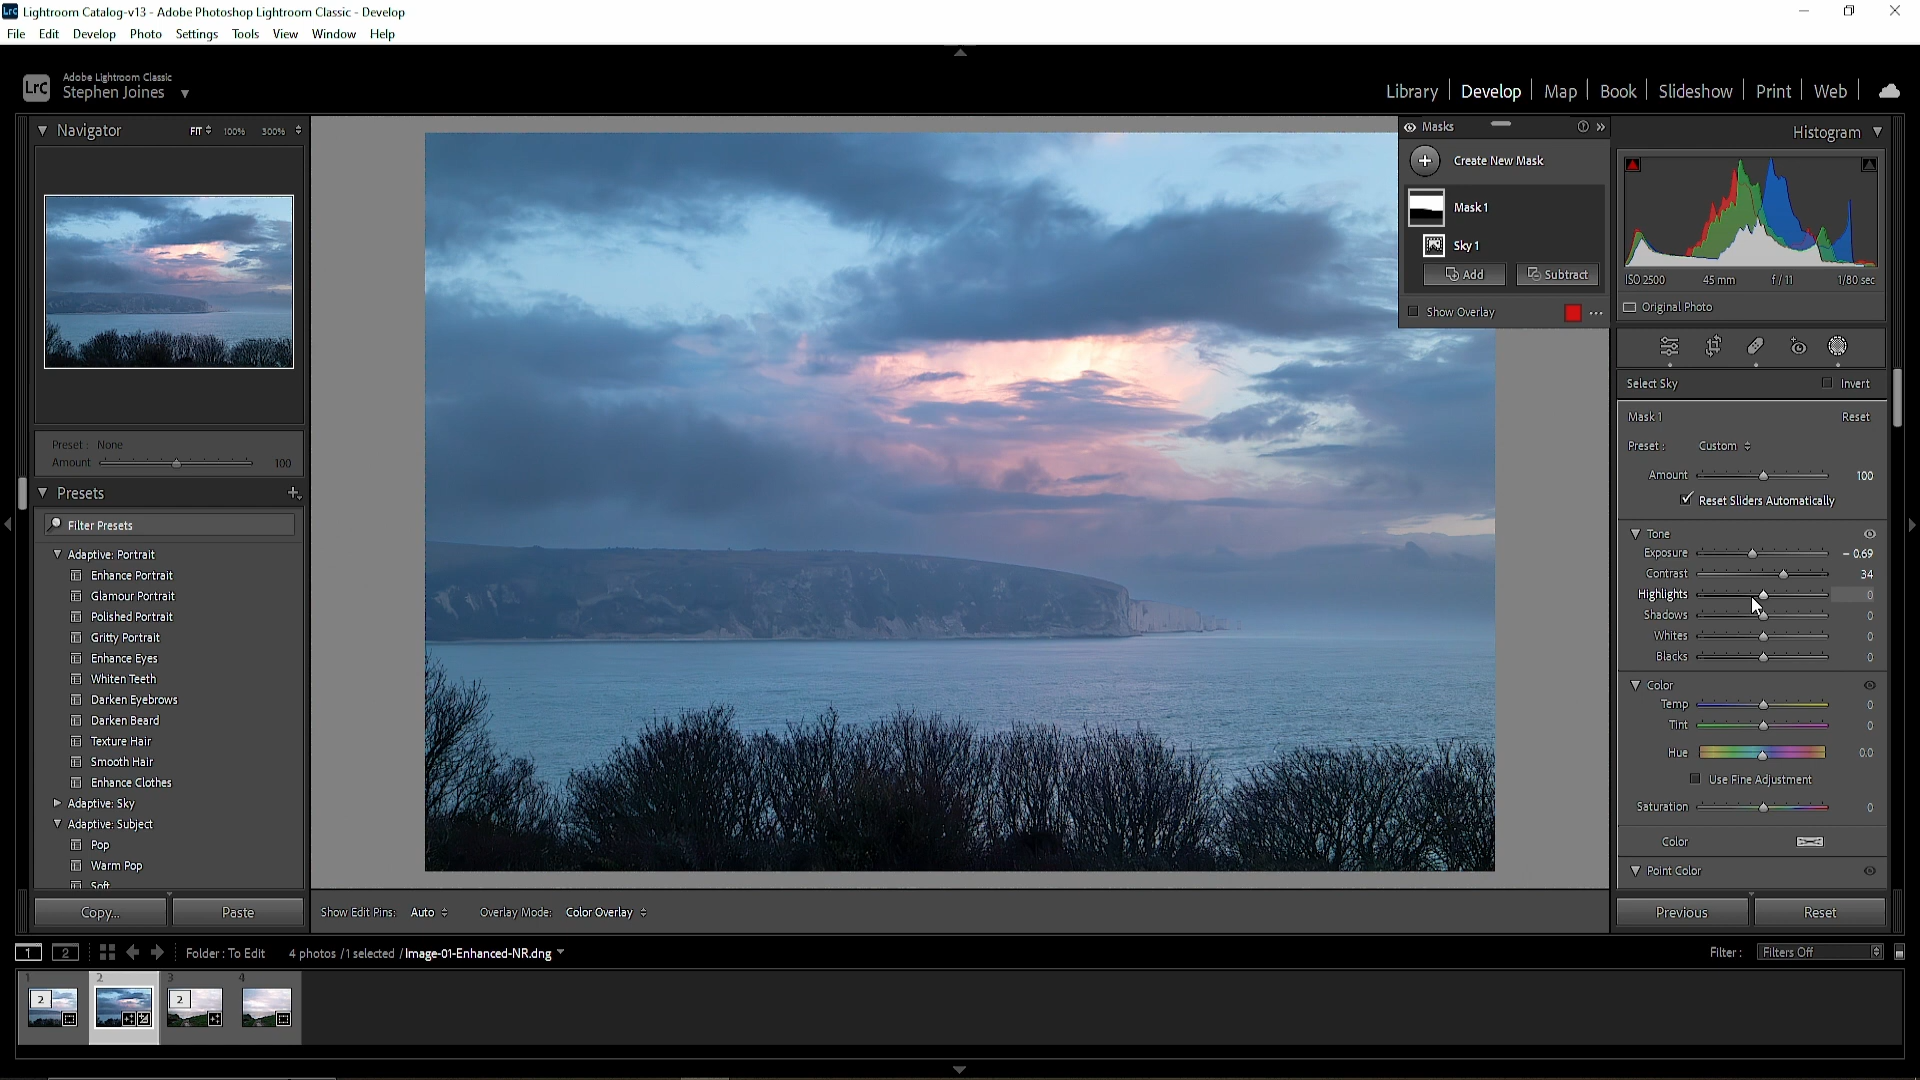 Lightroom Catalog-v13 - Adobe Photoshop Lightroom Classic - Develop
File Edit Develop Photo Settings Tools View Window Help
LrC Adobe Lightroom Classic
Stephen Joines
Library Develop Map Book Slideshow Print Web
Navigator FIT 100% 300%
Preset: None
Amount 100
Presets
Filter Presets
Adaptive: Portrait
Enhance Portrait
Glamour Portrait
Polished Portrait
Gritty Portrait
Enhance Eyes
Whiten Teeth
Darken Eyebrows
Darken Beard
Texture Hair
Smooth Hair
Enhance Clothes
Adaptive: Sky
Adaptive: Subject
Pop
Warm Pop
Soft
Copy... Paste
Masks
Create New Mask
Mask 1
Sky 1
Add Subtract
Show Overlay
Histogram
ISO 2500 45 mm f/11 1/80 sec
Original Photo
Select Sky Invert
Mask 1 Reset
Preset: Custom
Amount 100
Reset Sliders Automatically
Tone
Exposure - 0.69
Contrast 34
Highlights 0
Shadows 0
Whites 0
Blacks 0
Color
Temp 0
Tint 0
Hue 0.0
Use Fine Adjustment
Saturation 0
Color
Point Color
Previous Reset
Show Edit Pins: Auto Overlay Mode: Color Overlay
1 2 Folder: To Edit 4 photos /1 selected /Image-01-Enhanced-NR.dng Filter: Filters Off
1 2 3 4
2 2